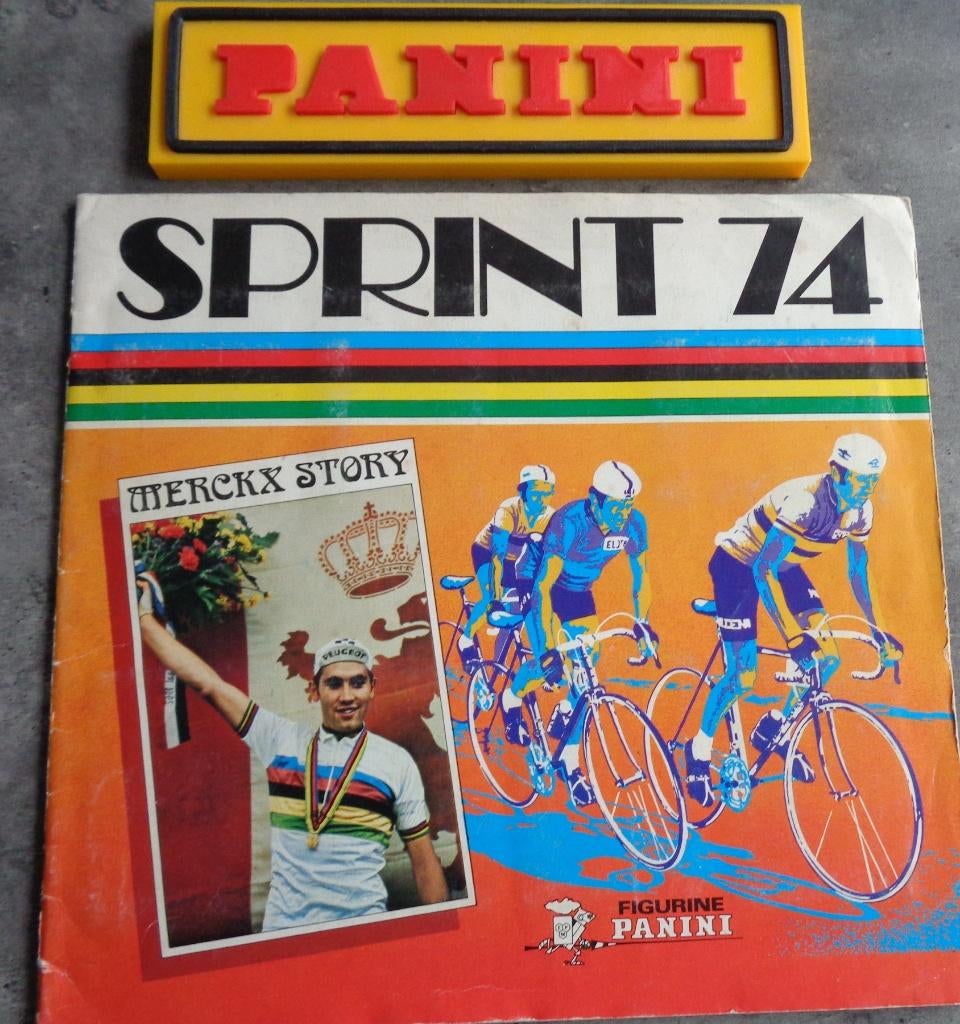 PANINI
SPRINT 74
MERCKX STORY
PEUGEOT
FIGURINE
PANINI